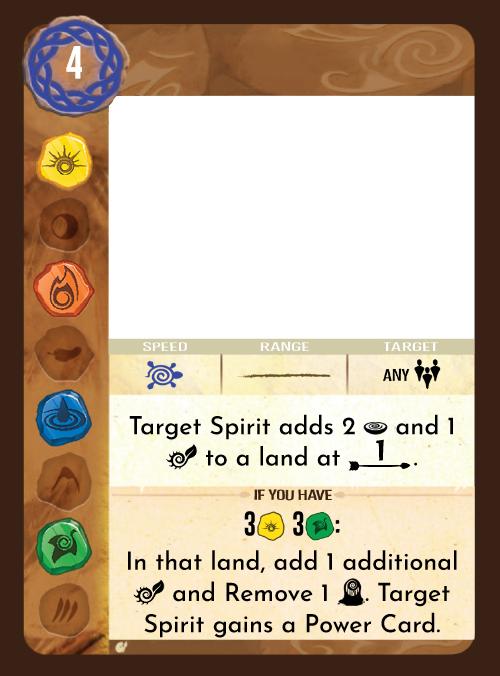 4
SPEED RANGE TARGET
ANY
Target Spirit adds 2 and 1
to a land at 1.
IF YOU HAVE
3 3:
In that land, add 1 additional
and Remove 1. Target
Spirit gains a Power Card.